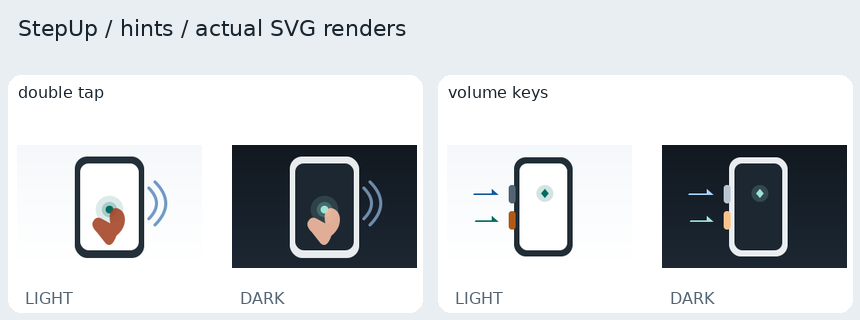 StepUp / hints / actual SVG renders
double tap
volume keys
LIGHT
DARK
LIGHT
DARK